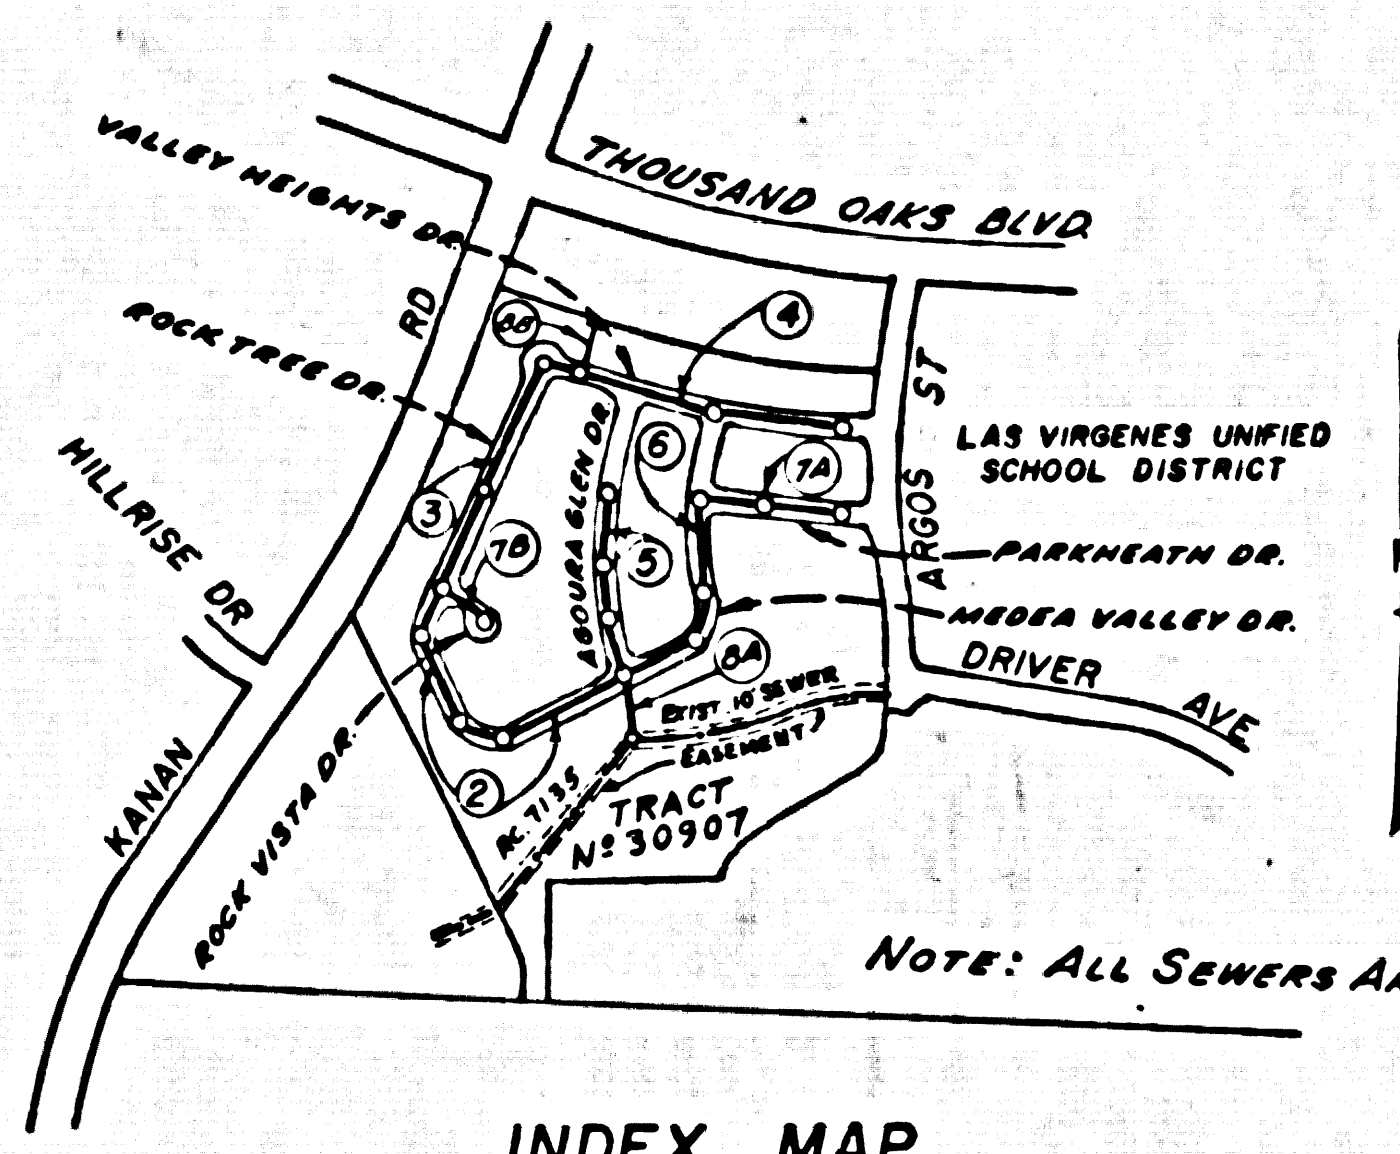 THOUSAND OAKS BLVD.
VALLEY HEIGHTS DR.
RD
ROCK TREE DR.
8B
4
ST
HILLRISE DR
AGOURA GLEN DR.
6
7A
LAS VIRGENES UNIFIED
SCHOOL DISTRICT
3
7B
5
ARGOS
PARKHEATH DR.
MEDEA VALLEY DR.
8A
DRIVER AVE.
EXIST. 10' SEWER
EASEMENT
KANAN
ROCK VISTA DR.
2
P.C. 7135
TRACT
Nº 30907
NOTE: ALL SEWERS
INDEX MAP